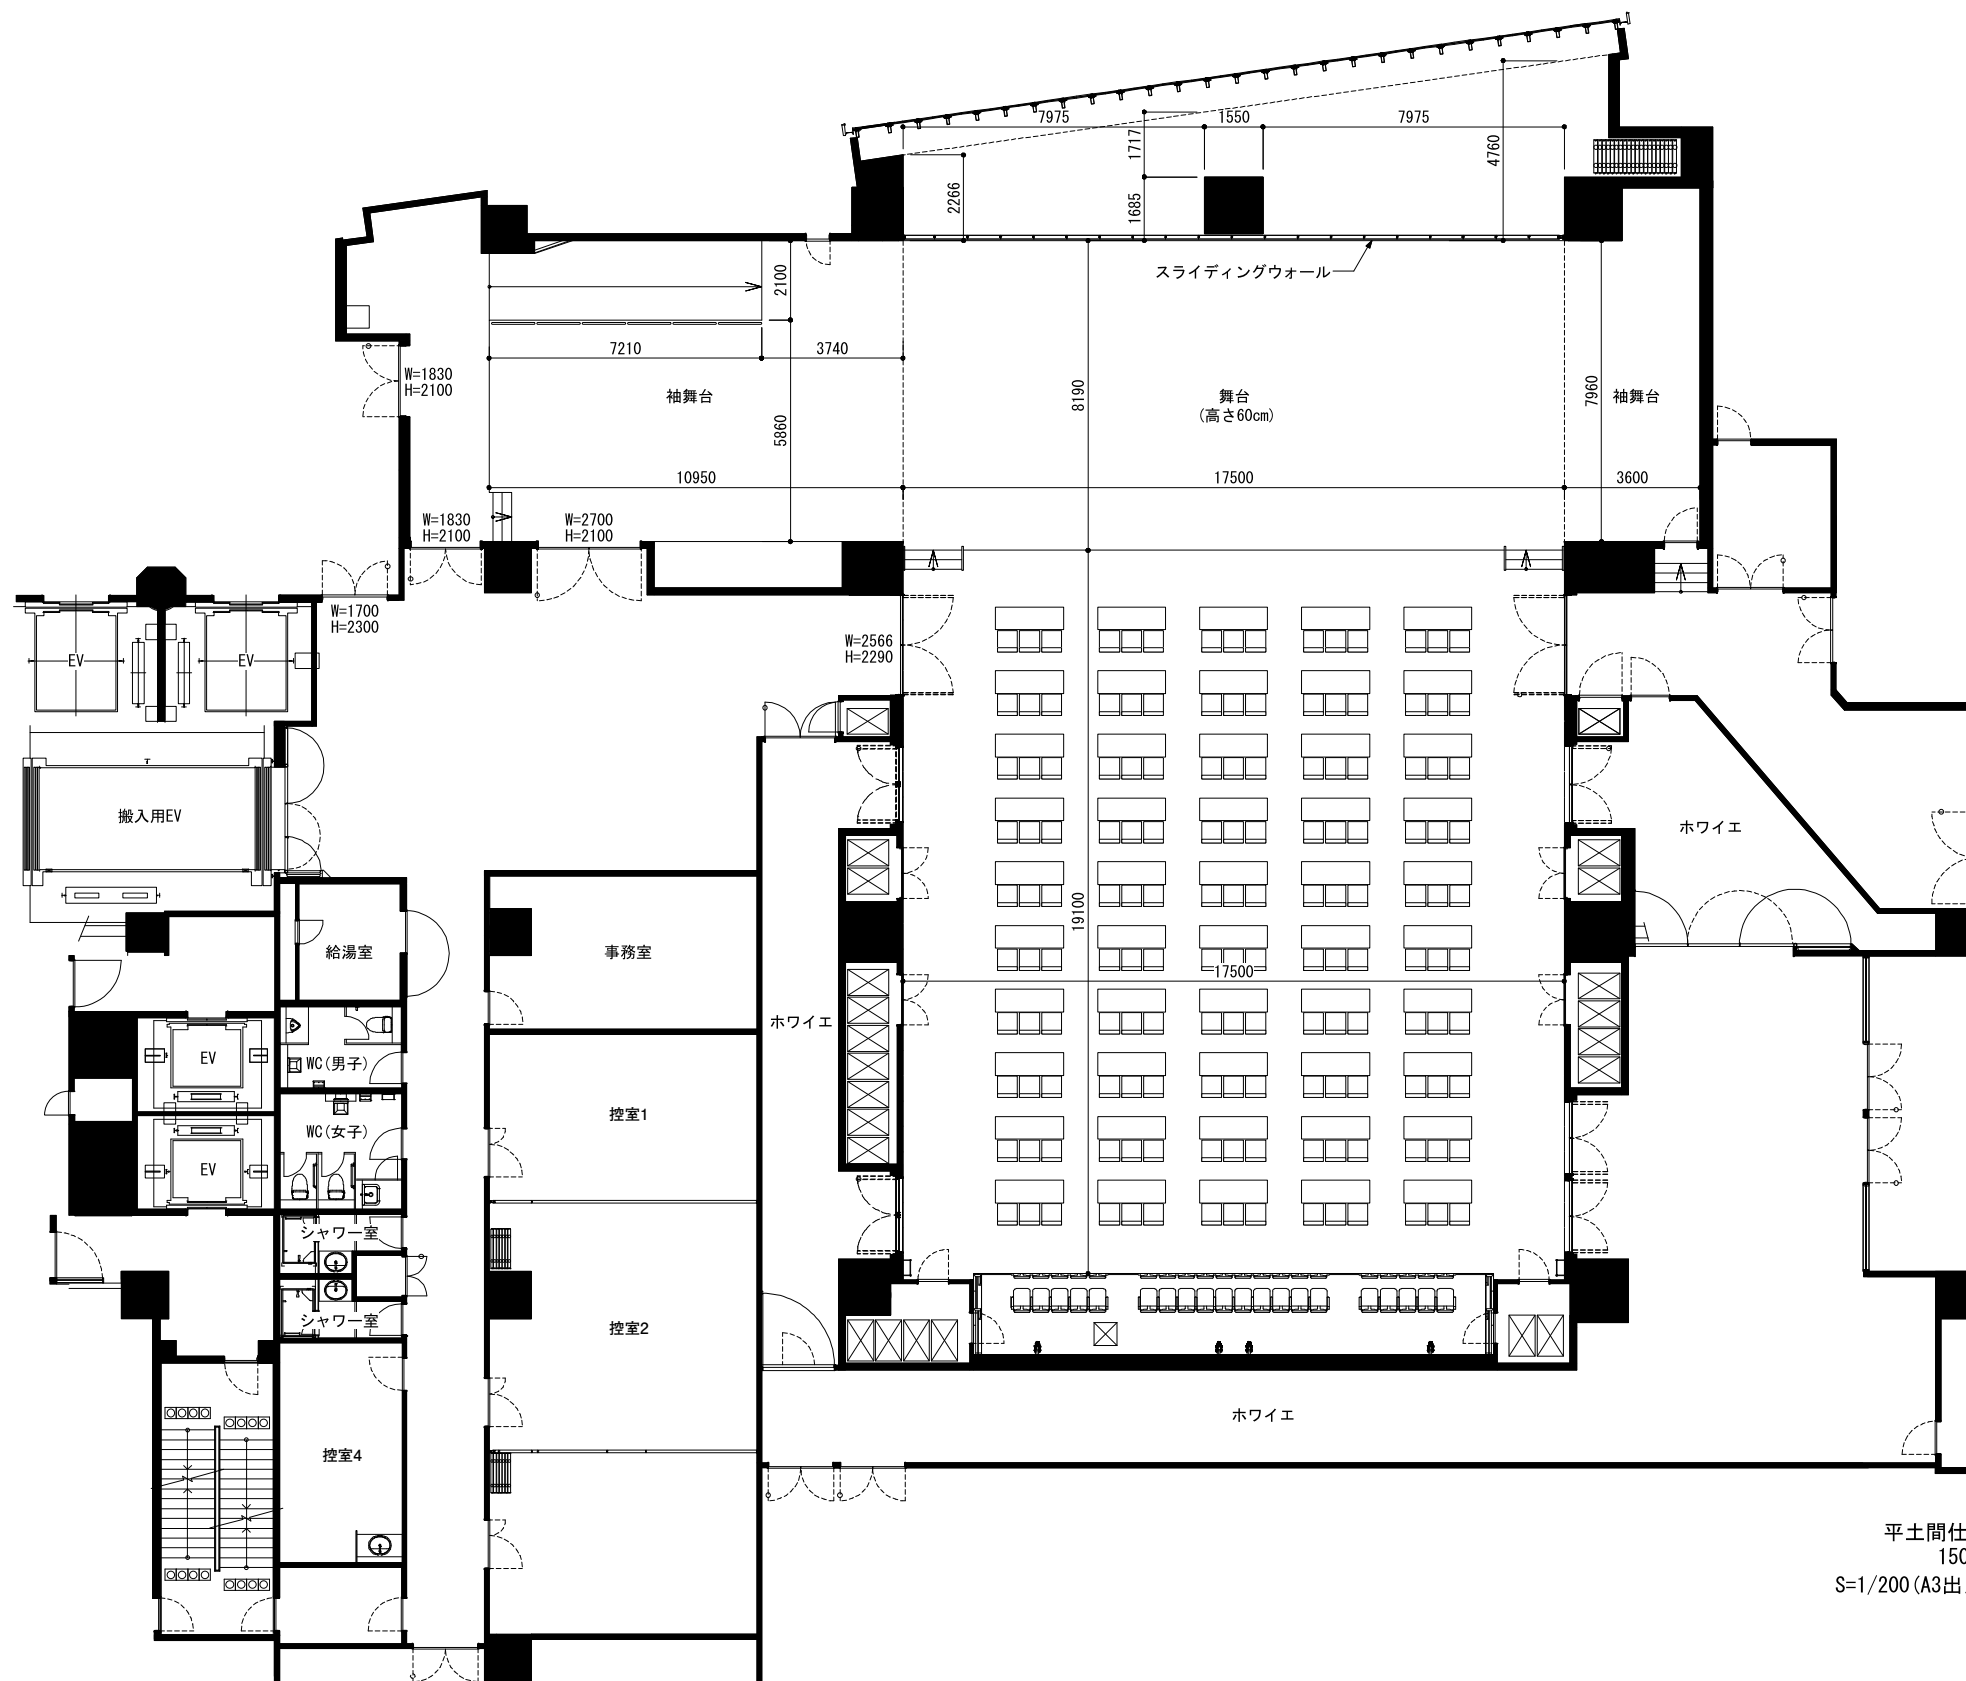 7975
1550
7975
1717
4760
2266
1685
スライディングウォール
2100
7210
3740
W=1830
H=2100
袖舞台
8190
舞台
(高さ60cm)
7960
袖舞台
5860
10950
17500
3600
W=1830
H=2100
W=2700
H=2100
W=1700
H=2300
W=2566
H=2290
EV
EV
搬入用EV
ホワイエ
19100
給湯室
事務室
17500
ホワイエ
EV
WC(男子)
控室1
WC(女子)
EV
シャワー室
シャワー室
控室2
ホワイエ
控室4
平土間仕
150
S=1/200(A3出